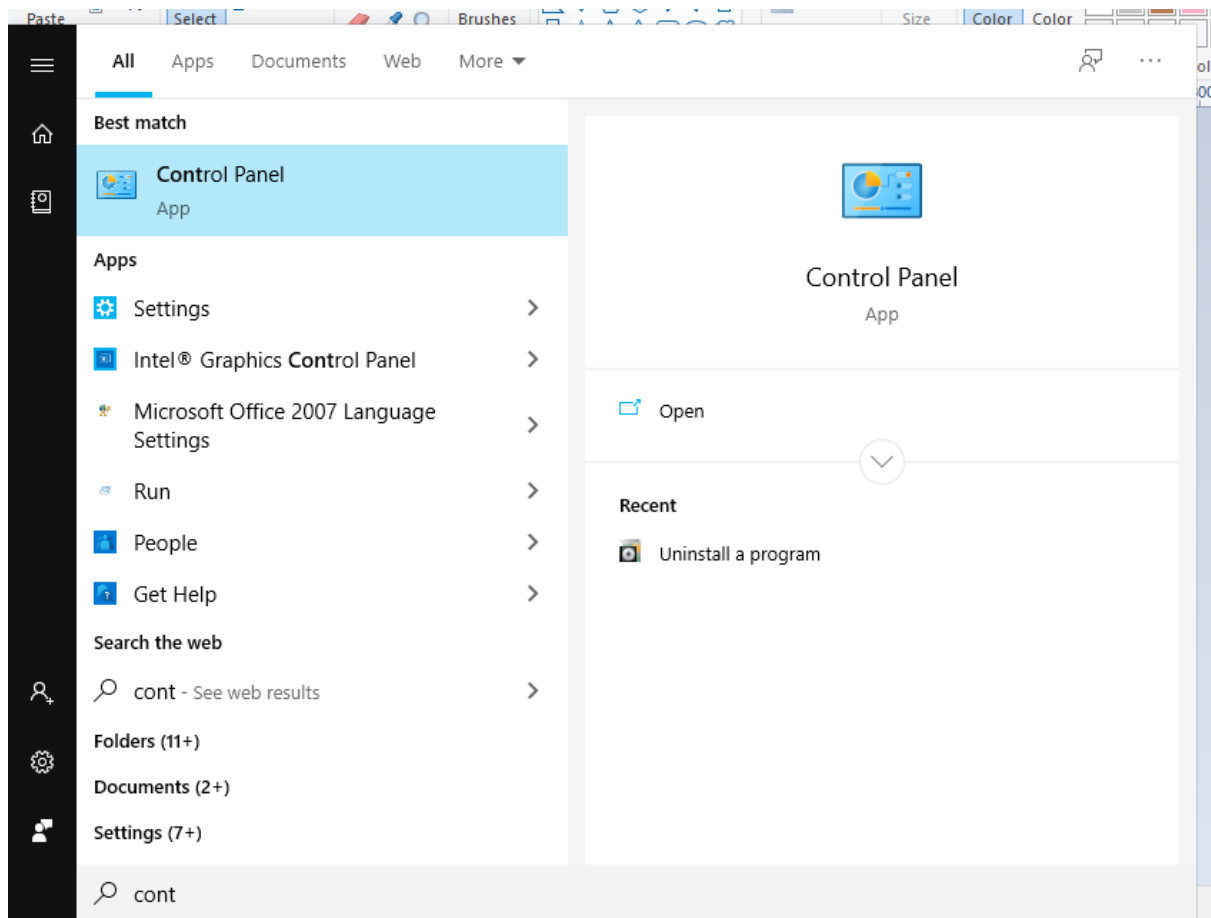 Paste
Select
Brushes
Size
Color
Color
All
Apps
Documents
Web
More
Best match
Control Panel
App
Apps
Settings
Intel® Graphics Control Panel
Microsoft Office 2007 Language
Settings
Run
People
Get Help
Search the web
cont - See web results
Folders (11+)
Documents (2+)
Settings (7+)
cont
Control Panel
App
Open
Recent
Uninstall a program